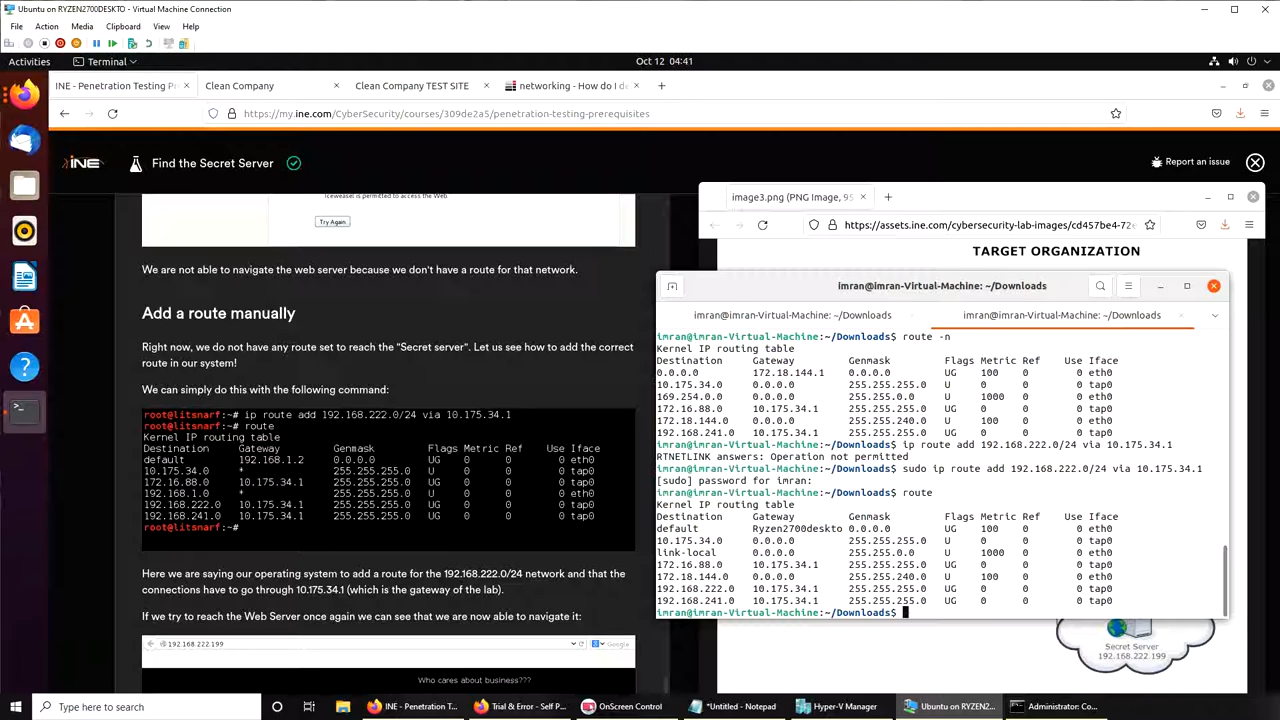 Ubuntu on RYZEN2700DESKTO - Virtual Machine Connection
File Action Media Clipboard View Help
Activities Terminal Oct 12 04:41
INE - Penetration Testing Pr Clean Company Clean Company TEST SITE networking - How do I d
https://my.ine.com/CyberSecurity/courses/309de2a5/penetration-testing-prerequisites
INE Find the Secret Server Report an issue
Iceweasel is permitted to access the Web.
Try Again
We are not able to navigate the web server because we don't have a route for that network.
Add a route manually
Right now, we do not have any route set to reach the "Secret server". Let us see how to add the correct
route in our system!
We can simply do this with the following command:
root@litsnarf:~# ip route add 192.168.222.0/24 via 10.175.34.1
root@litsnarf:~# route
Kernel IP routing table
Destination Gateway Genmask Flags Metric Ref Use Iface
default 192.168.1.2 0.0.0.0 UG 0 0 0 eth0
10.175.34.0 * 255.255.255.0 U 0 0 0 tap0
172.16.88.0 10.175.34.1 255.255.255.0 UG 0 0 0 tap0
192.168.1.0 * 255.255.255.0 U 0 0 0 eth0
192.168.222.0 10.175.34.1 255.255.255.0 UG 0 0 0 tap0
192.168.241.0 10.175.34.1 255.255.255.0 UG 0 0 0 tap0
root@litsnarf:~#
Here we are saying our operating system to add a route for the 192.168.222.0/24 network and that the
connections have to go through 10.175.34.1 (which is the gateway of the lab).
If we try to reach the Web Server once again we can see that we are now able to navigate it:
192.168.222.199 Google
Who cares about business???
image3.png (PNG Image, 95
https://assets.ine.com/cybersecurity-lab-images/cd457be4-72e
TARGET ORGANIZATION
imran@imran-Virtual-Machine: ~/Downloads
imran@imran-Virtual-Machine: ~/Downloads imran@imran-Virtual-Machine: ~/Downloads
imran@imran-Virtual-Machine:~/Downloads$ route -n
Kernel IP routing table
Destination Gateway Genmask Flags Metric Ref Use Iface
0.0.0.0 172.18.144.1 0.0.0.0 UG 100 0 0 eth0
10.175.34.0 0.0.0.0 255.255.255.0 U 0 0 0 tap0
169.254.0.0 0.0.0.0 255.255.0.0 U 1000 0 0 eth0
172.16.88.0 10.175.34.1 255.255.255.0 UG 0 0 0 tap0
172.18.144.0 0.0.0.0 255.255.240.0 U 100 0 0 eth0
192.168.241.0 10.175.34.1 255.255.255.0 UG 0 0 0 tap0
imran@imran-Virtual-Machine:~/Downloads$ ip route add 192.168.222.0/24 via 10.175.34.1
RTNETLINK answers: Operation not permitted
imran@imran-Virtual-Machine:~/Downloads$ sudo ip route add 192.168.222.0/24 via 10.175.34.1
[sudo] password for imran:
imran@imran-Virtual-Machine:~/Downloads$ route
Kernel IP routing table
Destination Gateway Genmask Flags Metric Ref Use Iface
default Ryzen2700deskto 0.0.0.0 UG 100 0 0 eth0
10.175.34.0 0.0.0.0 255.255.255.0 U 0 0 0 tap0
link-local 0.0.0.0 255.255.0.0 U 1000 0 0 eth0
172.16.88.0 10.175.34.1 255.255.255.0 UG 0 0 0 tap0
172.18.144.0 0.0.0.0 255.255.240.0 U 100 0 0 eth0
192.168.222.0 10.175.34.1 255.255.255.0 UG 0 0 0 tap0
192.168.241.0 10.175.34.1 255.255.255.0 UG 0 0 0 tap0
imran@imran-Virtual-Machine:~/Downloads$
Secret Server
192.168.222.199
Type here to search INE - Penetration T... Trial & Error - Self P... OnScreen Control *Untitled - Notepad Hyper-V Manager Ubuntu on RYZEN2... Administrator: Co...